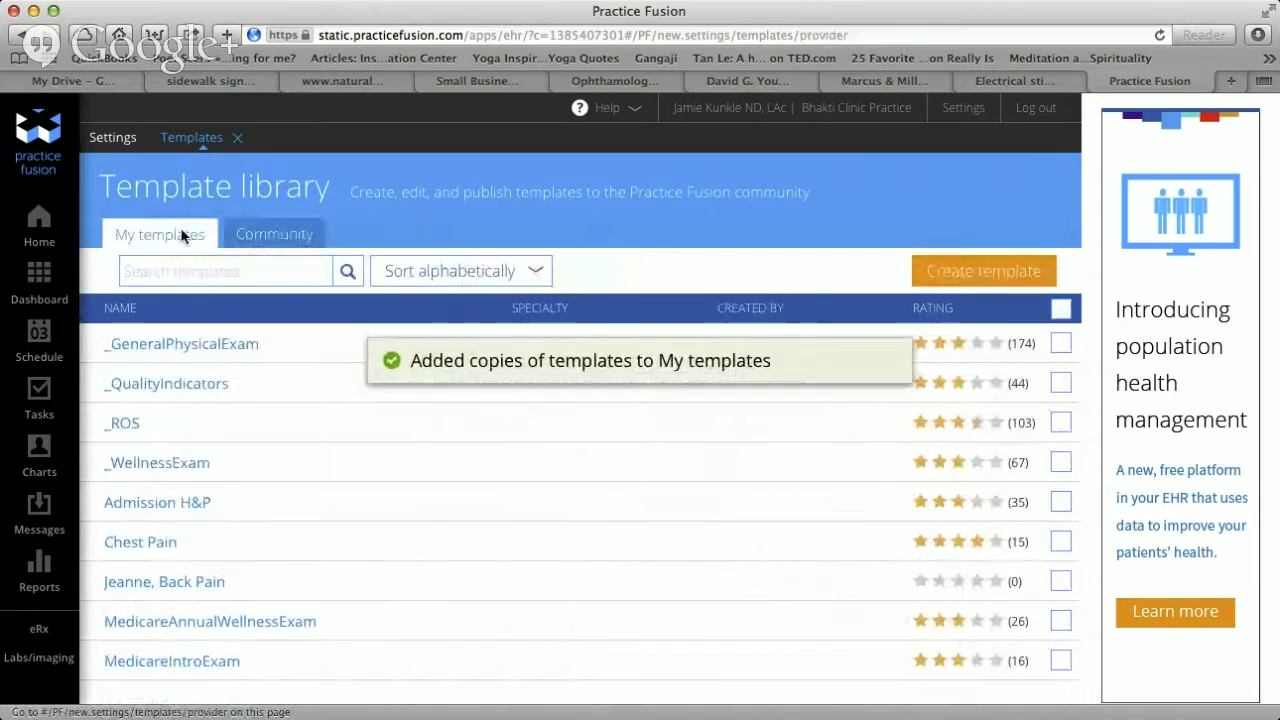 Practice Fusion
Google+
https static.practicefusion.com/apps/ehr/?c=1385407301#/PF/new.settings/templates/provider
Reader
QuickBooks ing for me? Articles: Ins...ation Center Yoga Inspir...Yoga Quotes Gangaji Tan Le: A h... on TED.com 25 Favorite ...on Really Is Meditation a...Spirituality
My Drive - G... sidewalk sign... www.natural... Small Busine... Ophthamolog... David G. You... Marcus & Mill... Electrical sti... Practice Fusion
Help Jamie Kunkle ND, LAc | Bhakti Clinic Practice Settings Log out
practice
fusion
Settings Templates
Template library Create, edit, and publish templates to the Practice Fusion community
My templates Community
Search templates Sort alphabetically Create template
NAME SPECIALTY CREATED BY RATING
_GeneralPhysicalExam (174)
Added copies of templates to My templates
_QualityIndicators (44)
_ROS (103)
_WellnessExam (67)
Admission H&P (35)
Chest Pain (15)
Jeanne, Back Pain (0)
MedicareAnnualWellnessExam (26)
MedicareIntroExam (16)
Home
Dashboard
03
Schedule
Tasks
Charts
Messages
Reports
eRx
Labs/imaging
Introducing
population
health
management
A new, free platform
in your EHR that uses
data to improve your
patients' health.
Learn more
Go to #/PF/new.settings/templates/provider on this page